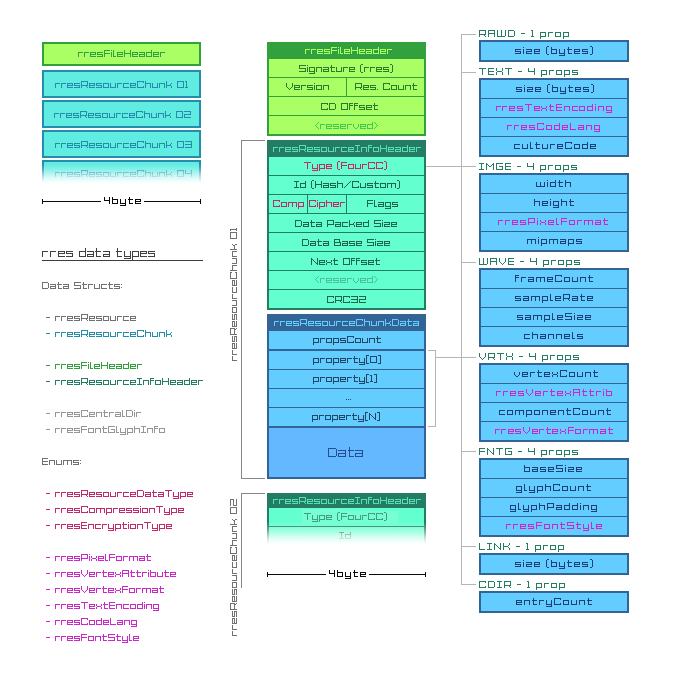 rresFileHeader
rresResourceChunk 01
rresResourceChunk 02
rresResourceChunk 03
rresResourceChunk 04
4byte
rres data types
Data Structs:
- rresResource
- rresResourceChunk
- rresFileHeader
- rresResourceInfoHeader
- rresCentralDir
- rresFontGlyphInfo
Enums:
- rresResourceDataType
- rresCompressionType
- rresEncryptionType
- rresPixelFormat
- rresVertexAttribute
- rresVertexFormat
- rresTextEncoding
- rresCodeLang
- rresFontStyle
rresFileHeader
Signature (rres)
Version Res. Count
CD Offset
<reserved>
rresResourceChunk 01
rresResourceInfoHeader
Type (FourCC)
Id (Hash/Custom)
Comp Cipher Flags
Data Packed Size
Data Base Size
Next Offset
<reserved>
CRC32
rresResourceChunkData
propsCount
property[0]
property[1]
...
property[N]
Data
rresResourceChunk 02
rresResourceInfoHeader
Type (FourCC)
Id
4byte
RAWD - 1 prop
size (bytes)
TEXT - 4 props
size (bytes)
rresTextEncoding
rresCodeLang
cultureCode
IMGE - 4 props
width
height
rresPixelFormat
mipmaps
WAVE - 4 props
frameCount
sampleRate
sampleSize
channels
VRTX - 4 props
vertexCount
rresVertexAttrib
componentCount
rresVertexFormat
FNTG - 4 props
baseSize
glyphCount
glyphPadding
rresFontStyle
LINK - 1 prop
size (bytes)
CDIR - 1 prop
entryCount